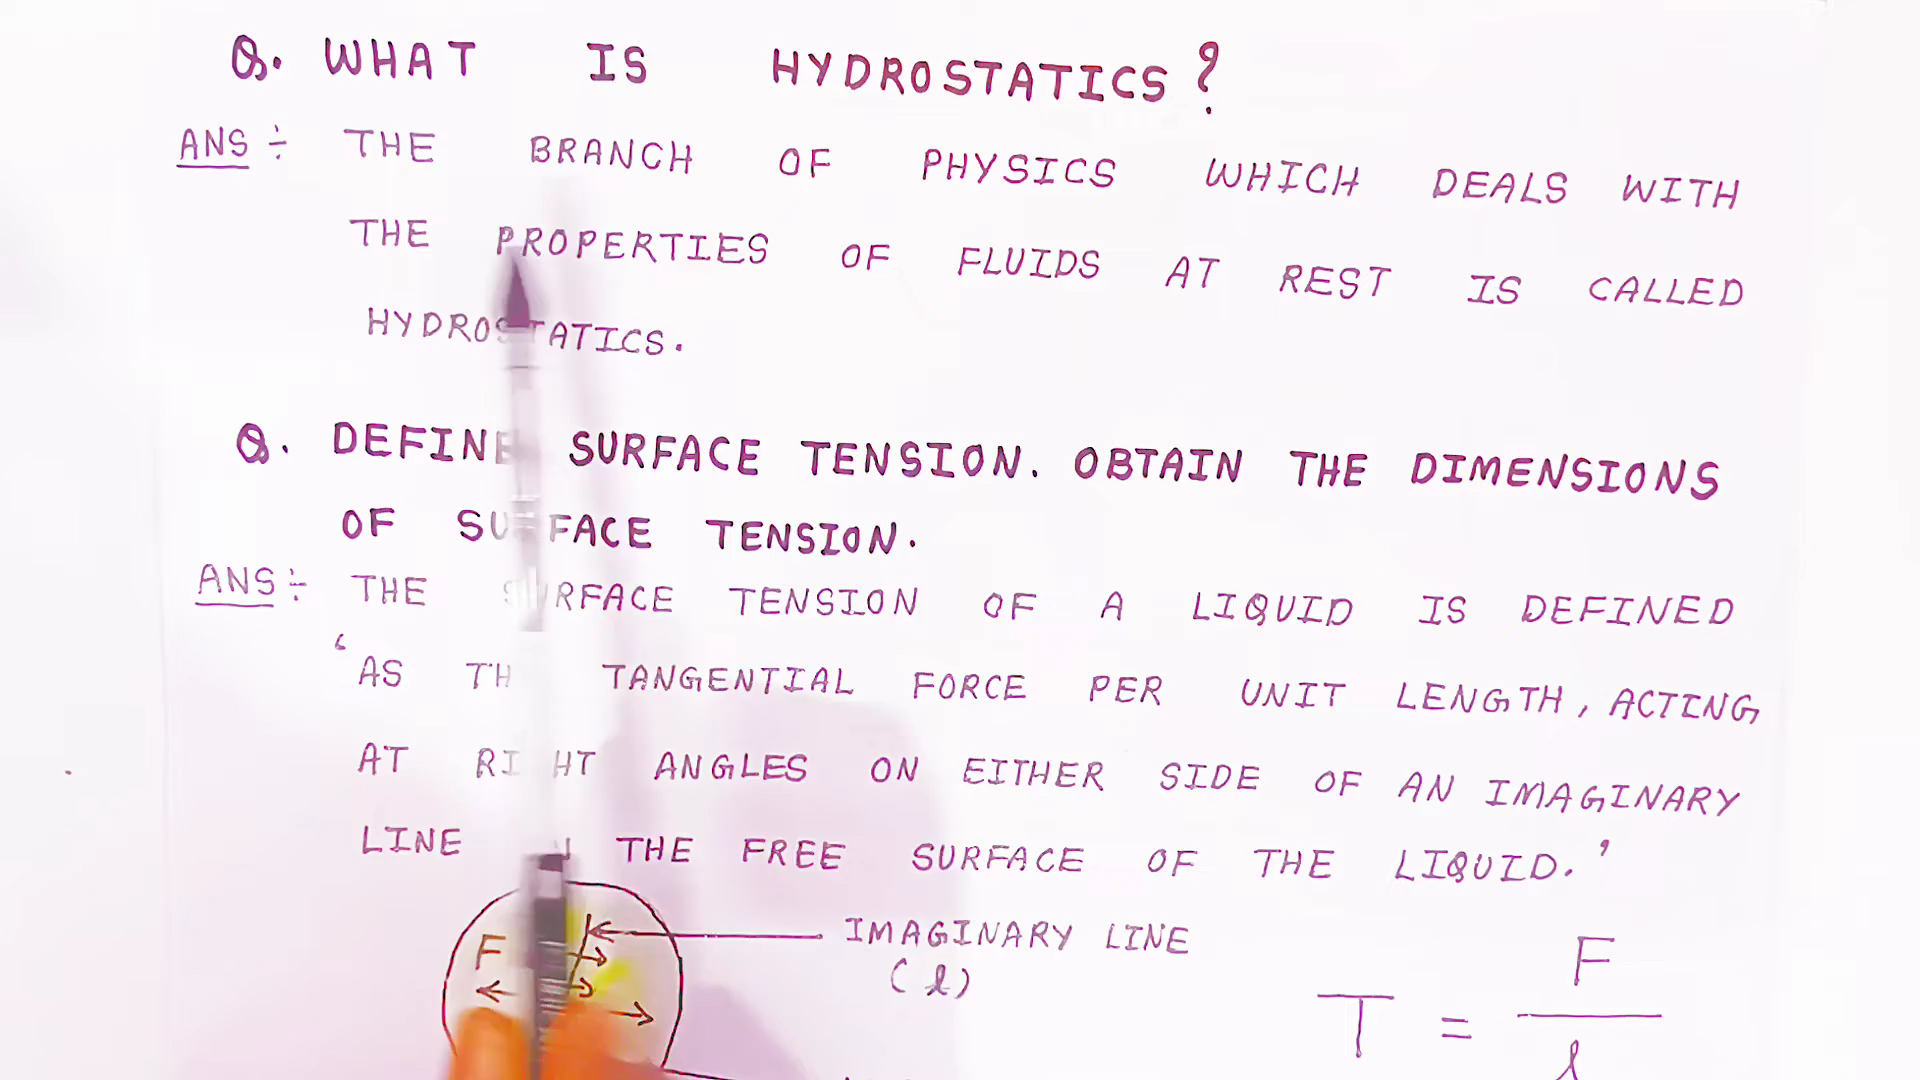 Q. WHAT IS HYDROSTATICS?
ANS ÷ THE BRANCH OF PHYSICS WHICH DEALS WITH
THE PROPERTIES OF FLUIDS AT REST IS CALLED
HYDROSTATICS.
Q. DEFINE SURFACE TENSION. OBTAIN THE DIMENSIONS
OF SURFACE TENSION.
ANS ÷ THE SURFACE TENSION OF A LIQUID IS DEFINED
‘AS TH TANGENTIAL FORCE PER UNIT LENGTH, ACTING
AT RIGHT ANGLES ON EITHER SIDE OF AN IMAGINARY
LINE THE FREE SURFACE OF THE LIQUID.’
F
IMAGINARY LINE
(l)
T = F
l